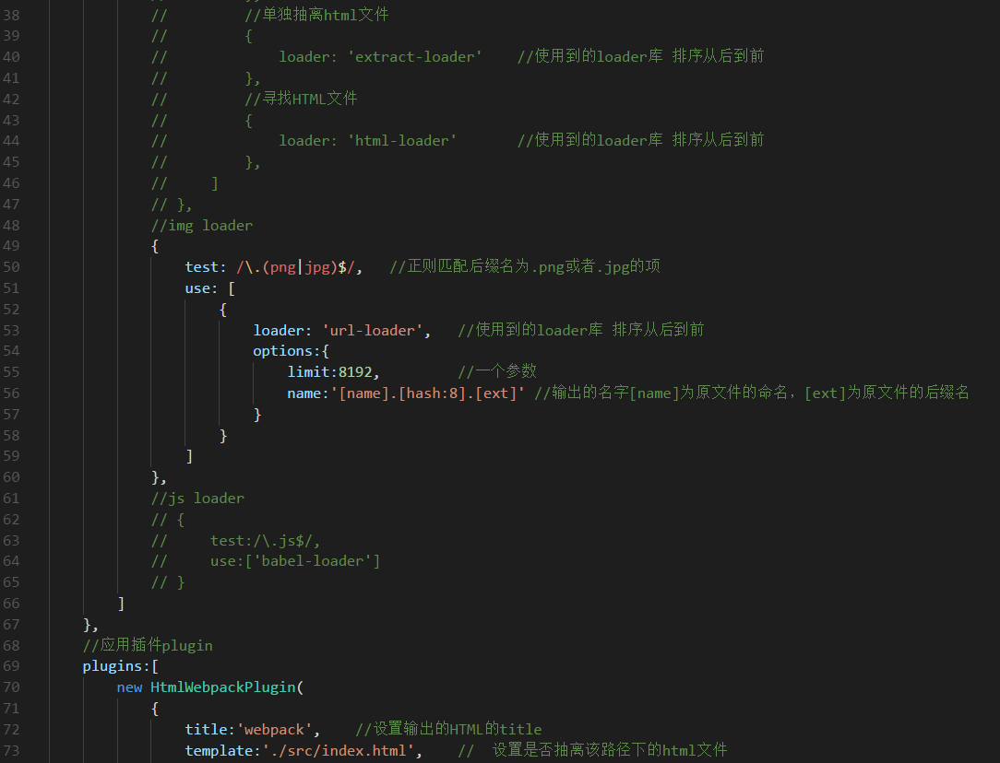 38 //         //单独抽离html文件
39 //         {
40 //             loader: 'extract-loader'    //使用到的loader库 排序从后到前
41 //         },
42 //         //寻找HTML文件
43 //         {
44 //             loader: 'html-loader'       //使用到的loader库 排序从后到前
45 //         },
46 //     ]
47 // },
48 //img loader
49 {
50     test: /\.(png|jpg)$/,   //正则匹配后缀名为.png或者.jpg的项
51     use: [
52         {
53             loader: 'url-loader',   //使用到的loader库 排序从后到前
54             options:{
55                 limit:8192,         //一个参数
56                 name:'[name].[hash:8].[ext]' //输出的名字[name]为原文件的命名，[ext]为原文件的后缀名
57             }
58         }
59     ]
60 },
61 //js loader
62 // {
63 //     test:/\.js$/,
64 //     use:['babel-loader']
65 // }
66 ]
67 },
68 //应用插件plugin
69 plugins:[
70     new HtmlWebpackPlugin(
71         {
72             title:'webpack',    //设置输出的HTML的title
73             template:'./src/index.html',    //  设置是否抽离该路径下的html文件